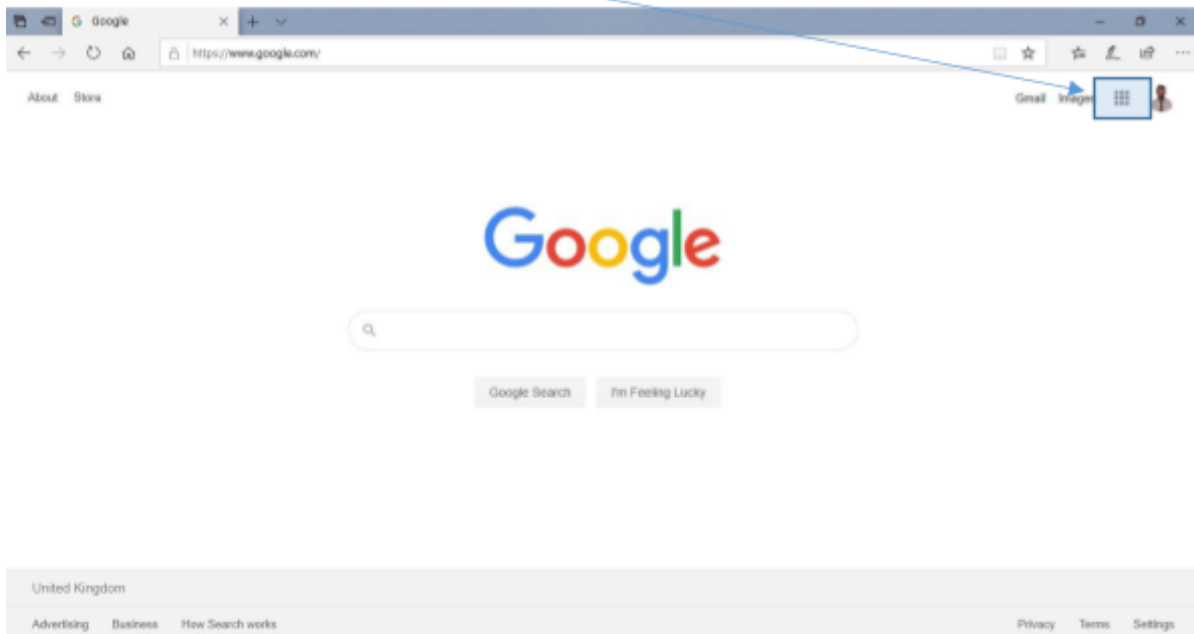 Google
https://www.google.com/
About Store
Gmail Images
Google
Google Search I'm Feeling Lucky
United Kingdom
Advertising Business How Search works
Privacy Terms Settings